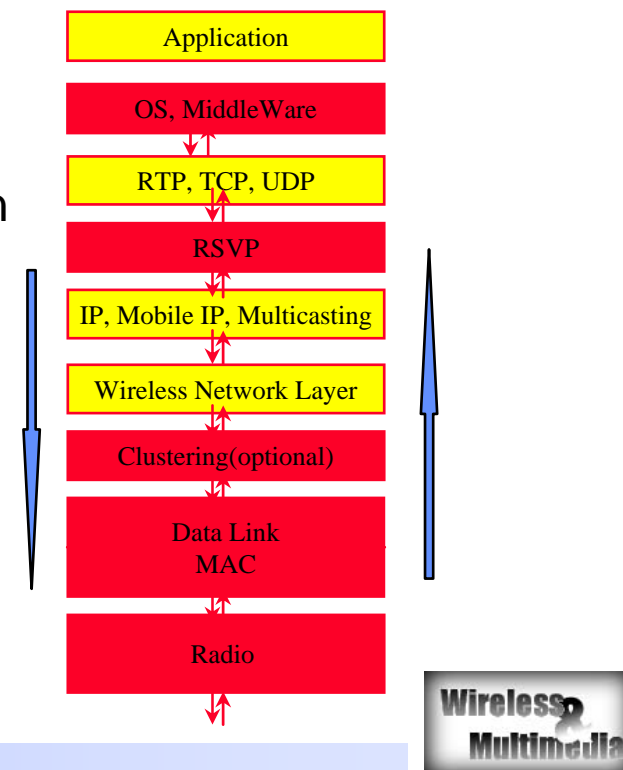 Application
OS, MiddleWare
RTP, TCP, UDP
n
RSVP
IP, Mobile IP, Multicasting
Wireless Network Layer
Clustering(optional)
Data Link
MAC
Radio
Wireless
&
Multimedia